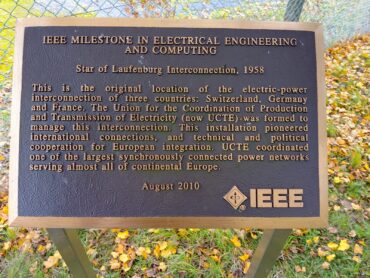 IEEE MILESTONE IN ELECTRICAL ENGINEERING
AND COMPUTING
Star of Laufenburg Interconnection, 1958
This is the original location of the electric-power
interconnection of three countries: Switzerland, Germany
and France. The Union for the Coordination of Production
and Transmission of Electricity (now UCTE) was formed to
manage this interconnection. This installation pioneered
international connections, and technical and political
cooperation for European integration. UCTE coordinated
one of the largest synchronously connected power networks
serving almost all of continental Europe.
August 2010
IEEE